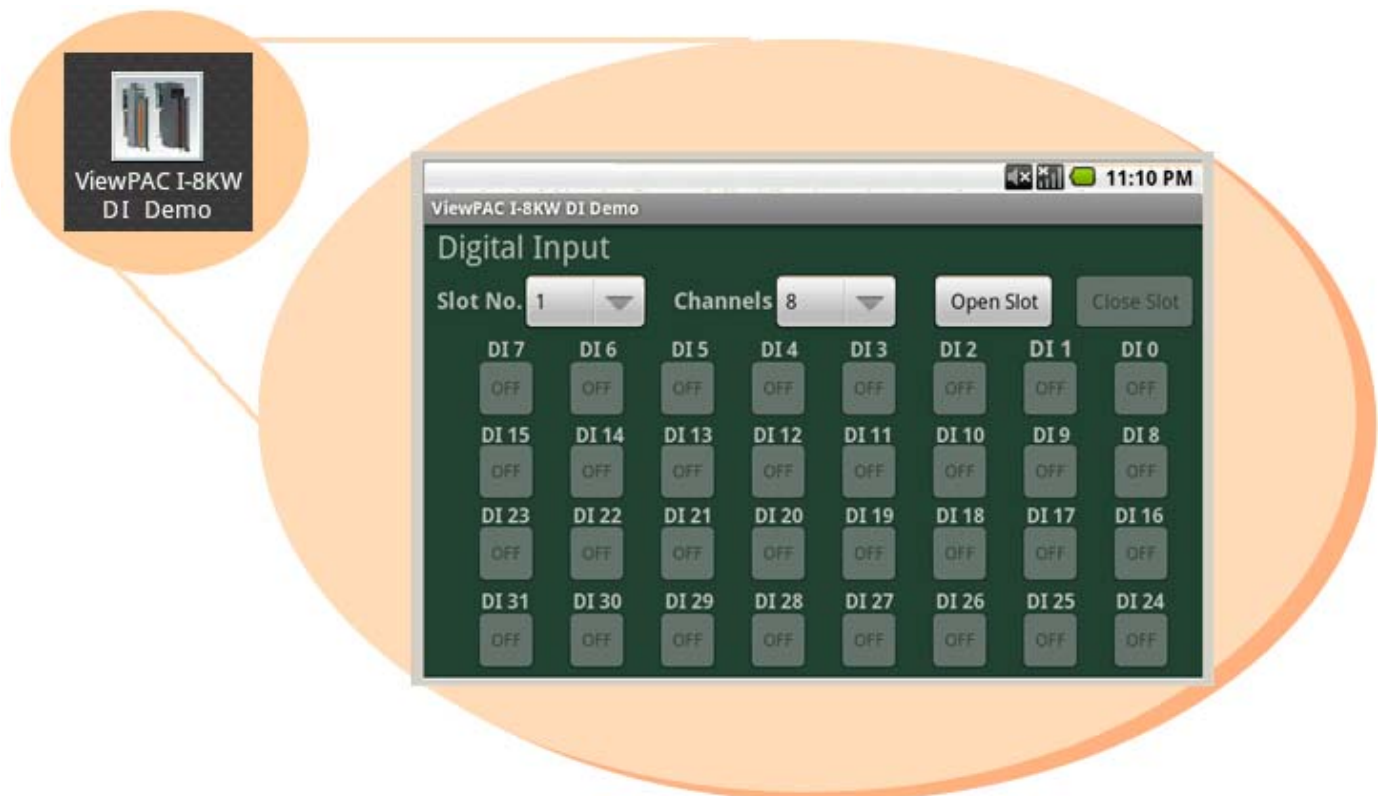 ViewPAC I-8KW
DI Demo
11:10 PM
ViewPAC I-8KW DI Demo
Digital Input
Slot No. 1 Channels 8 Open Slot Close Slot
DI 7 DI 6 DI 5 DI 4 DI 3 DI 2 DI 1 DI 0
OFF OFF OFF OFF OFF OFF OFF OFF
DI 15 DI 14 DI 13 DI 12 DI 11 DI 10 DI 9 DI 8
OFF OFF OFF OFF OFF OFF OFF OFF
DI 23 DI 22 DI 21 DI 20 DI 19 DI 18 DI 17 DI 16
OFF OFF OFF OFF OFF OFF OFF OFF
DI 31 DI 30 DI 29 DI 28 DI 27 DI 26 DI 25 DI 24
OFF OFF OFF OFF OFF OFF OFF OFF